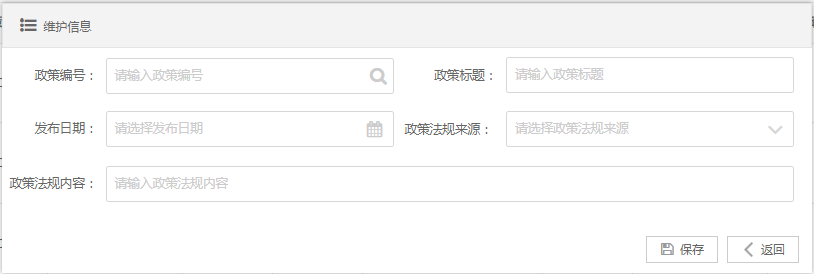 维护信息
政策编号： 请输入政策编号 政策标题： 请输入政策标题
发布日期： 请选择发布日期 政策法规来源： 请选择政策法规来源
政策法规内容： 请输入政策法规内容
保存 返回